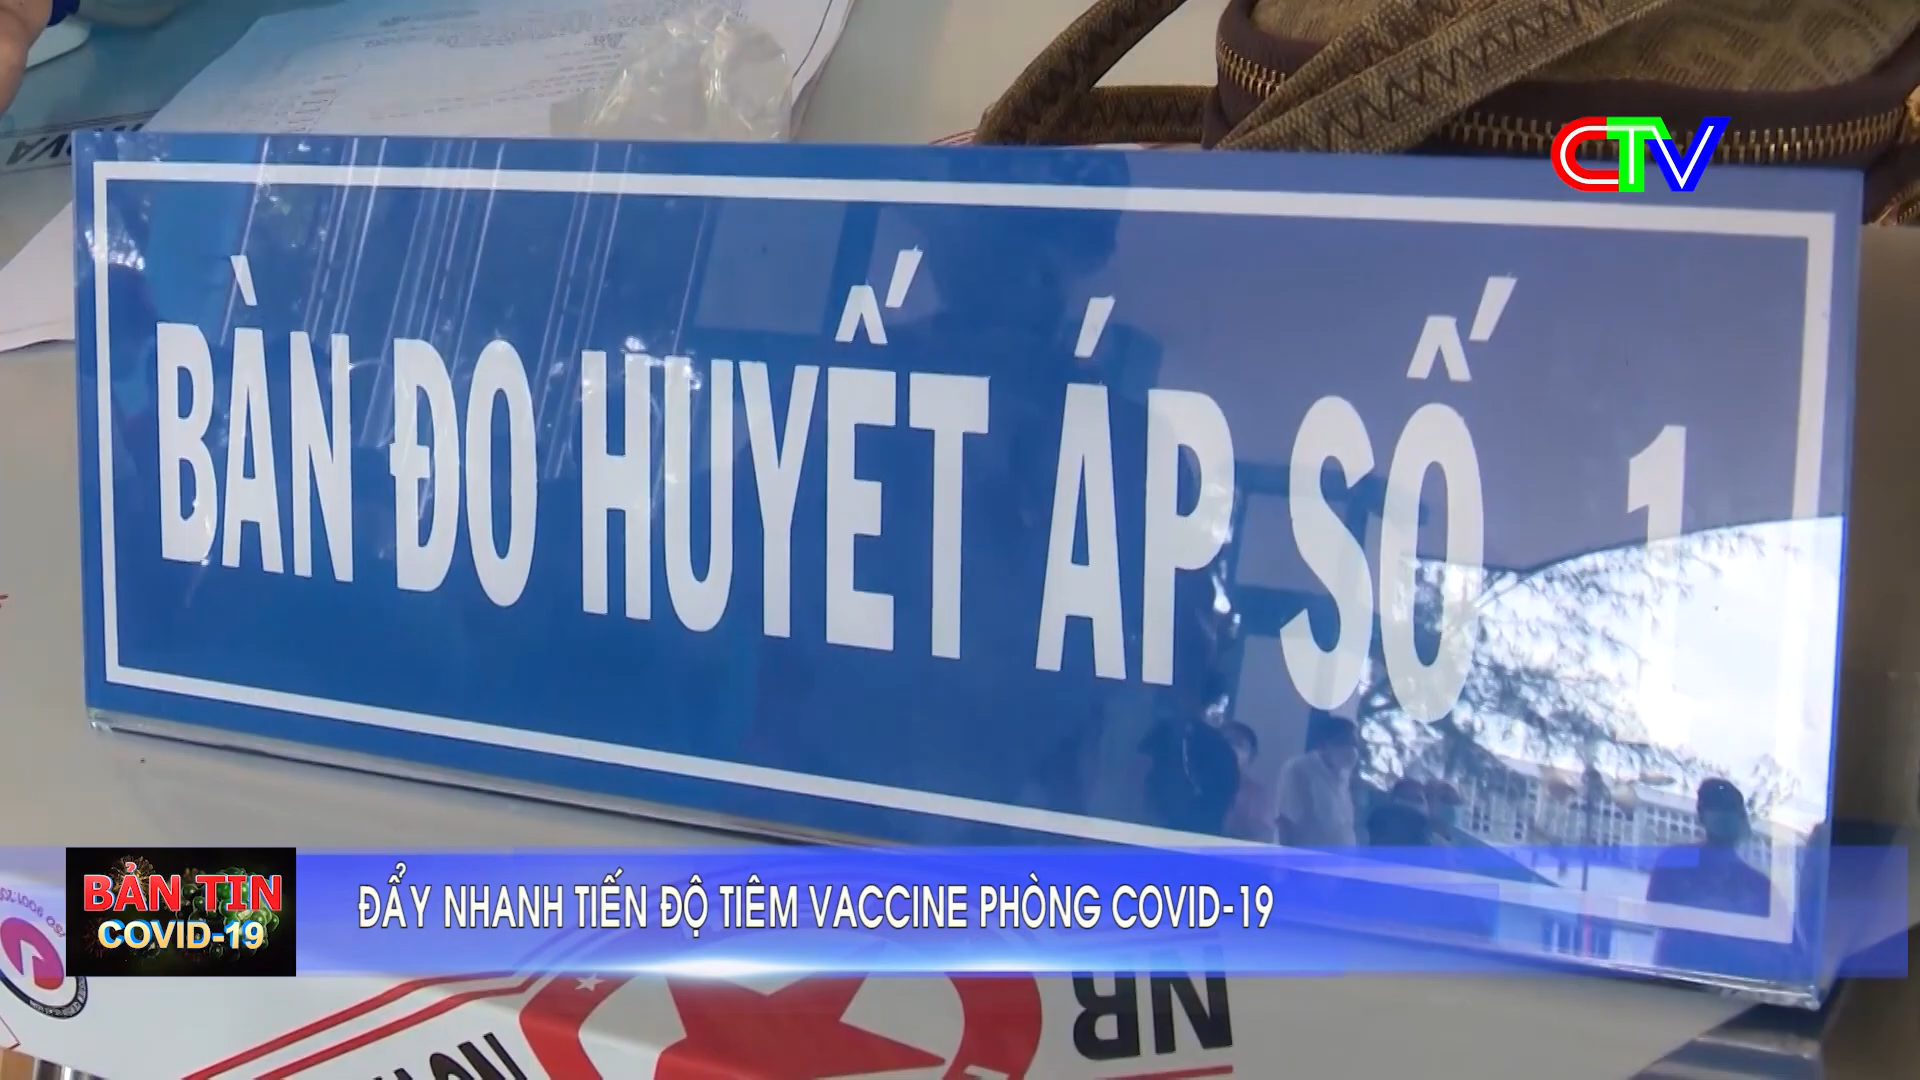 CTV
BÀN ĐO HUYẾT ÁP SỐ 1
BẢN TIN
COVID-19
ĐẨY NHANH TIẾN ĐỘ TIÊM VACCINE PHÒNG COVID-19
NR